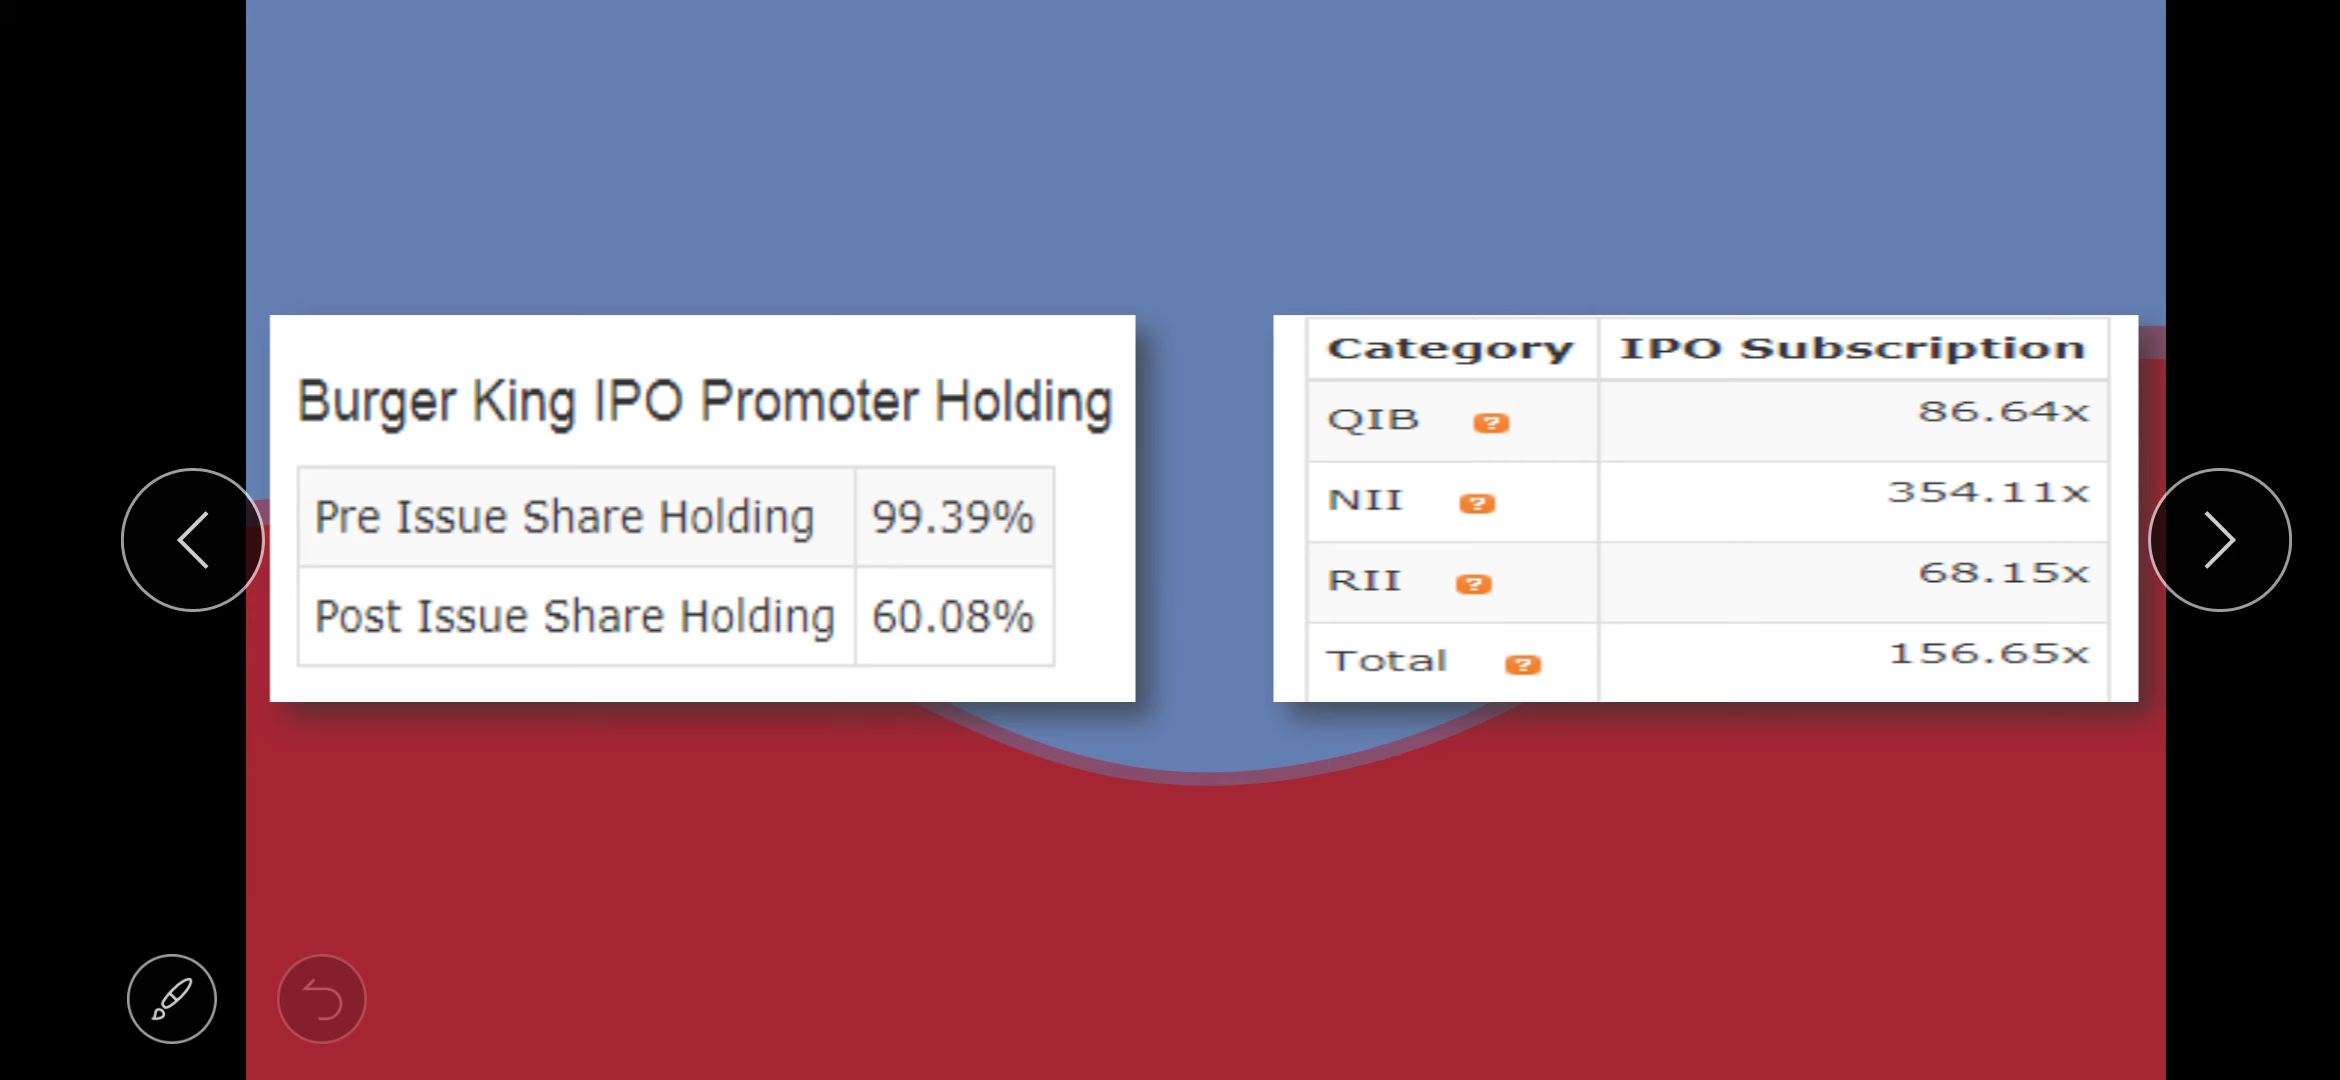 Burger King IPO Promoter Holding
Pre Issue Share Holding 99.39%
Post Issue Share Holding 60.08%
Category IPO Subscription
QIB ? 86.64x
NII ? 354.11x
RII ? 68.15x
Total ? 156.65x